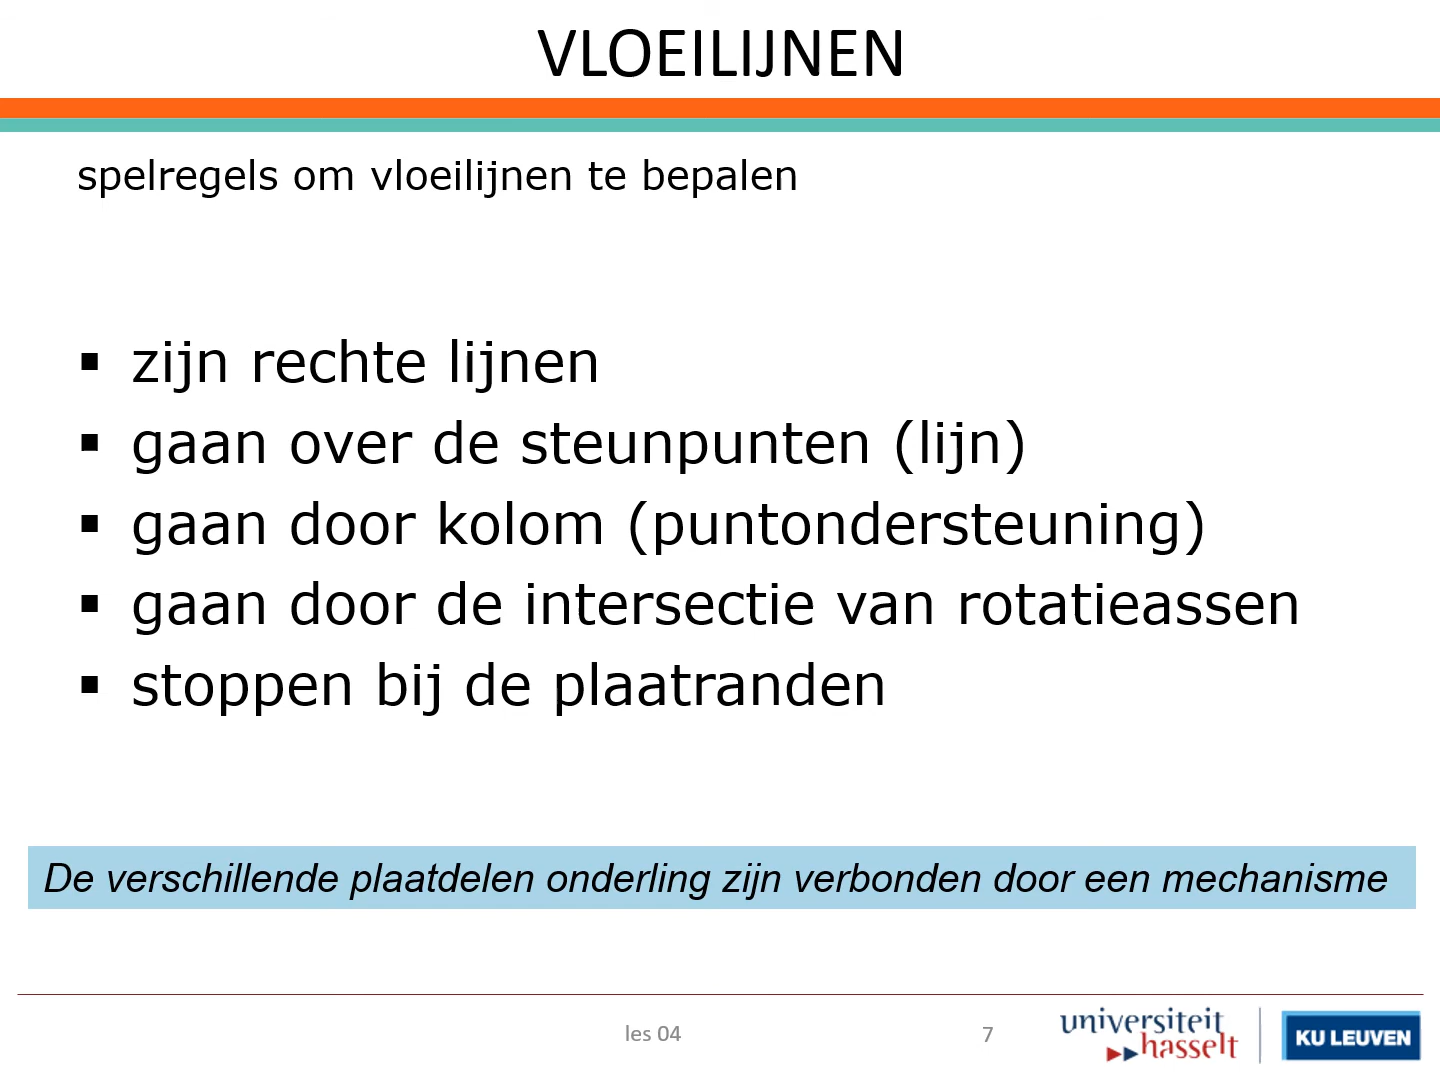 VLOEILIJNEN
spelregels om vloeilijnen te bepalen
▪ zijn rechte lijnen
▪ gaan over de steunpunten (lijn)
▪ gaan door kolom (puntondersteuning)
▪ gaan door de intersectie van rotatieassen
▪ stoppen bij de plaatranden
De verschillende plaatdelen onderling zijn verbonden door een mechanisme
les 04
7
universiteit
hasselt
KU LEUVEN